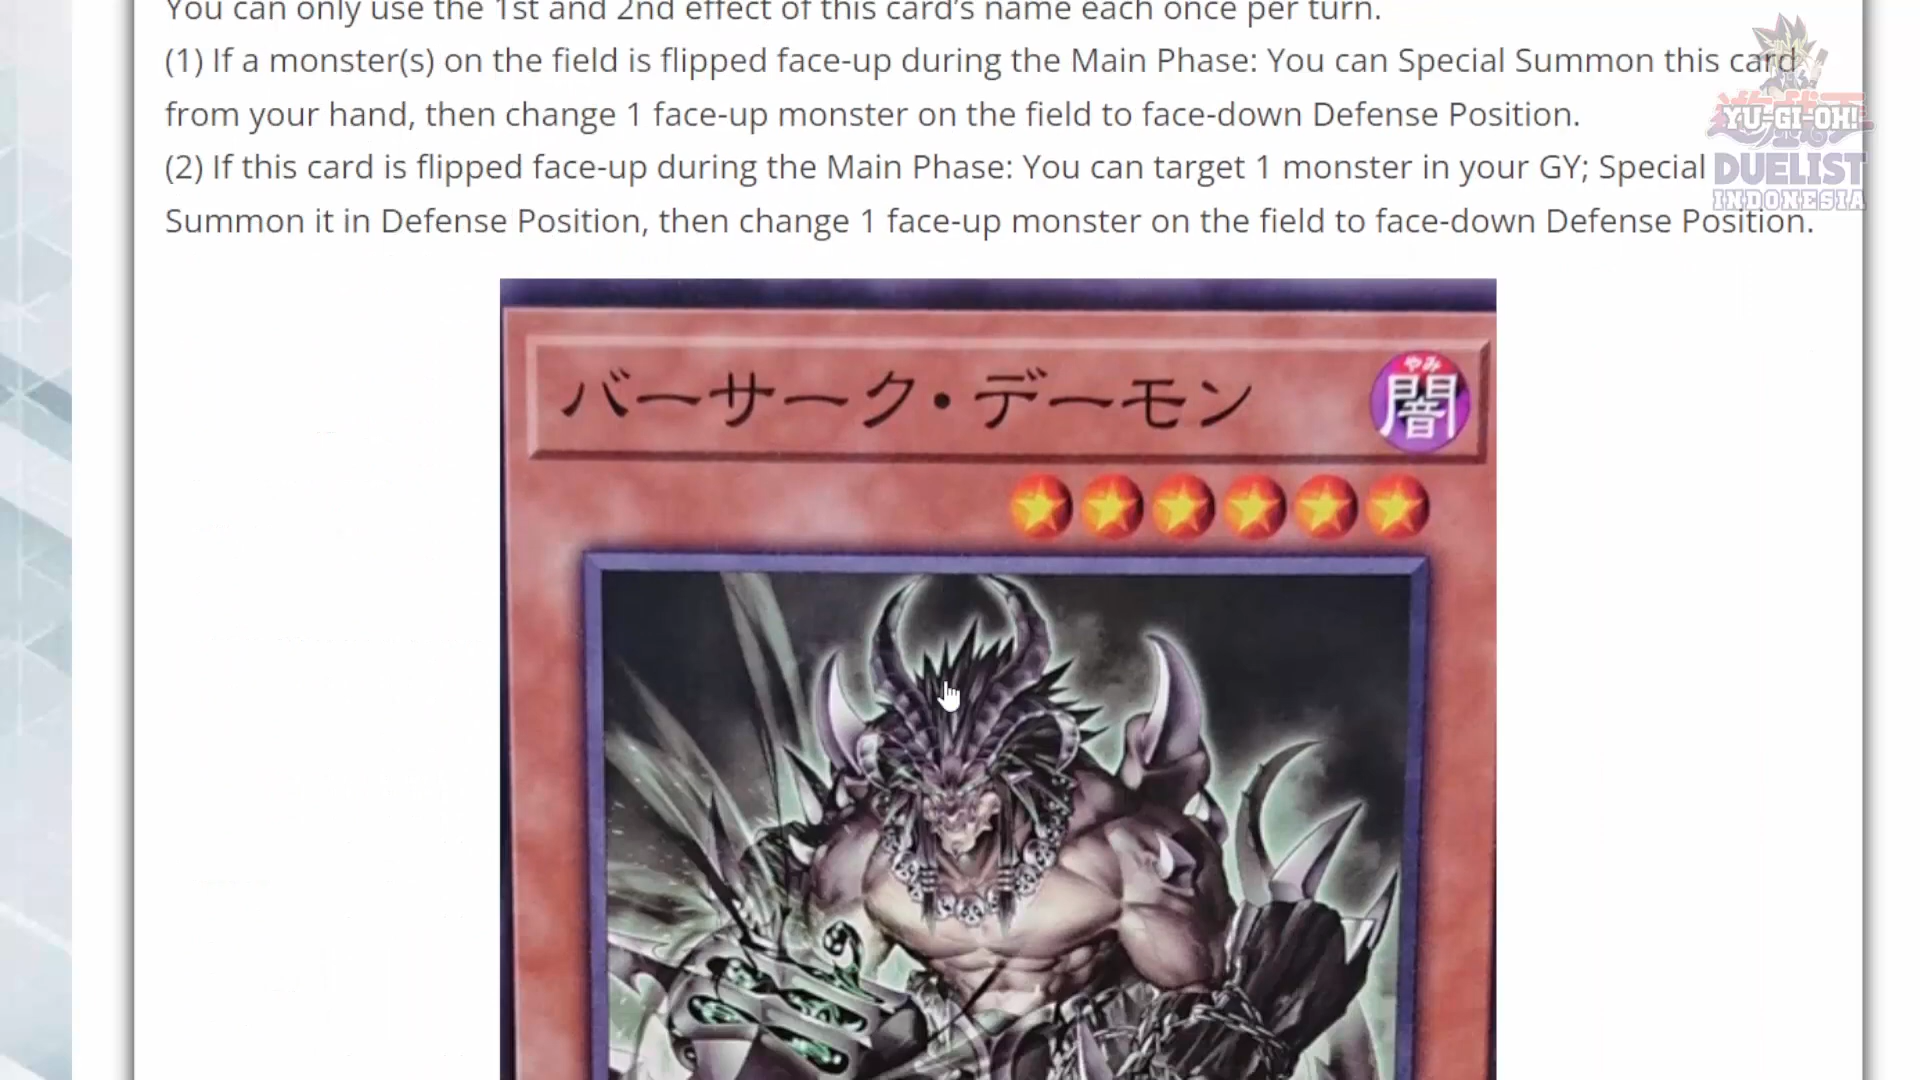 You can only use the 1st and 2nd effect of this card's name each once per turn.
(1) If a monster(s) on the field is flipped face-up during the Main Phase: You can Special Summon this card
from your hand, then change 1 face-up monster on the field to face-down Defense Position.
(2) If this card is flipped face-up during the Main Phase: You can target 1 monster in your GY; Special
Summon it in Defense Position, then change 1 face-up monster on the field to face-down Defense Position.
遊戯王
YU-GI-OH!
DUELIST
INDONESIA
バーサーク・デーモン
やみ
闇